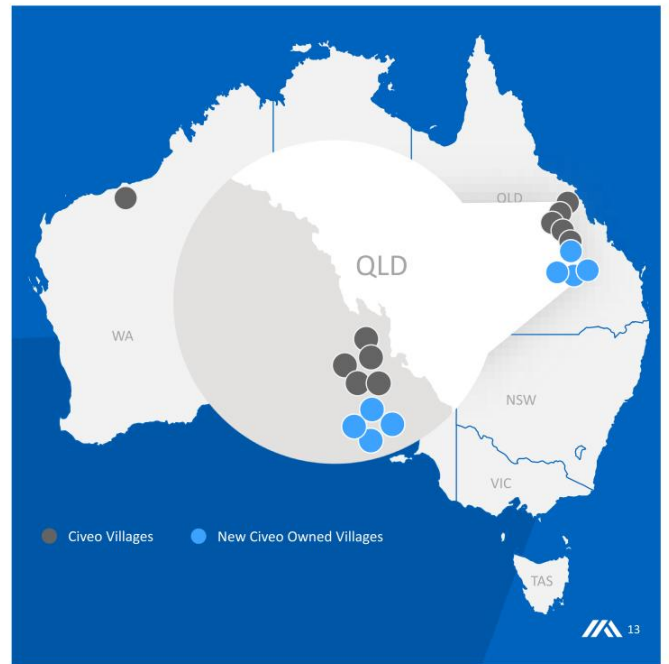 QLD
QLD
WA
NSW
VIC
Civeo Villages
New Civeo Owned Villages
TAS
13